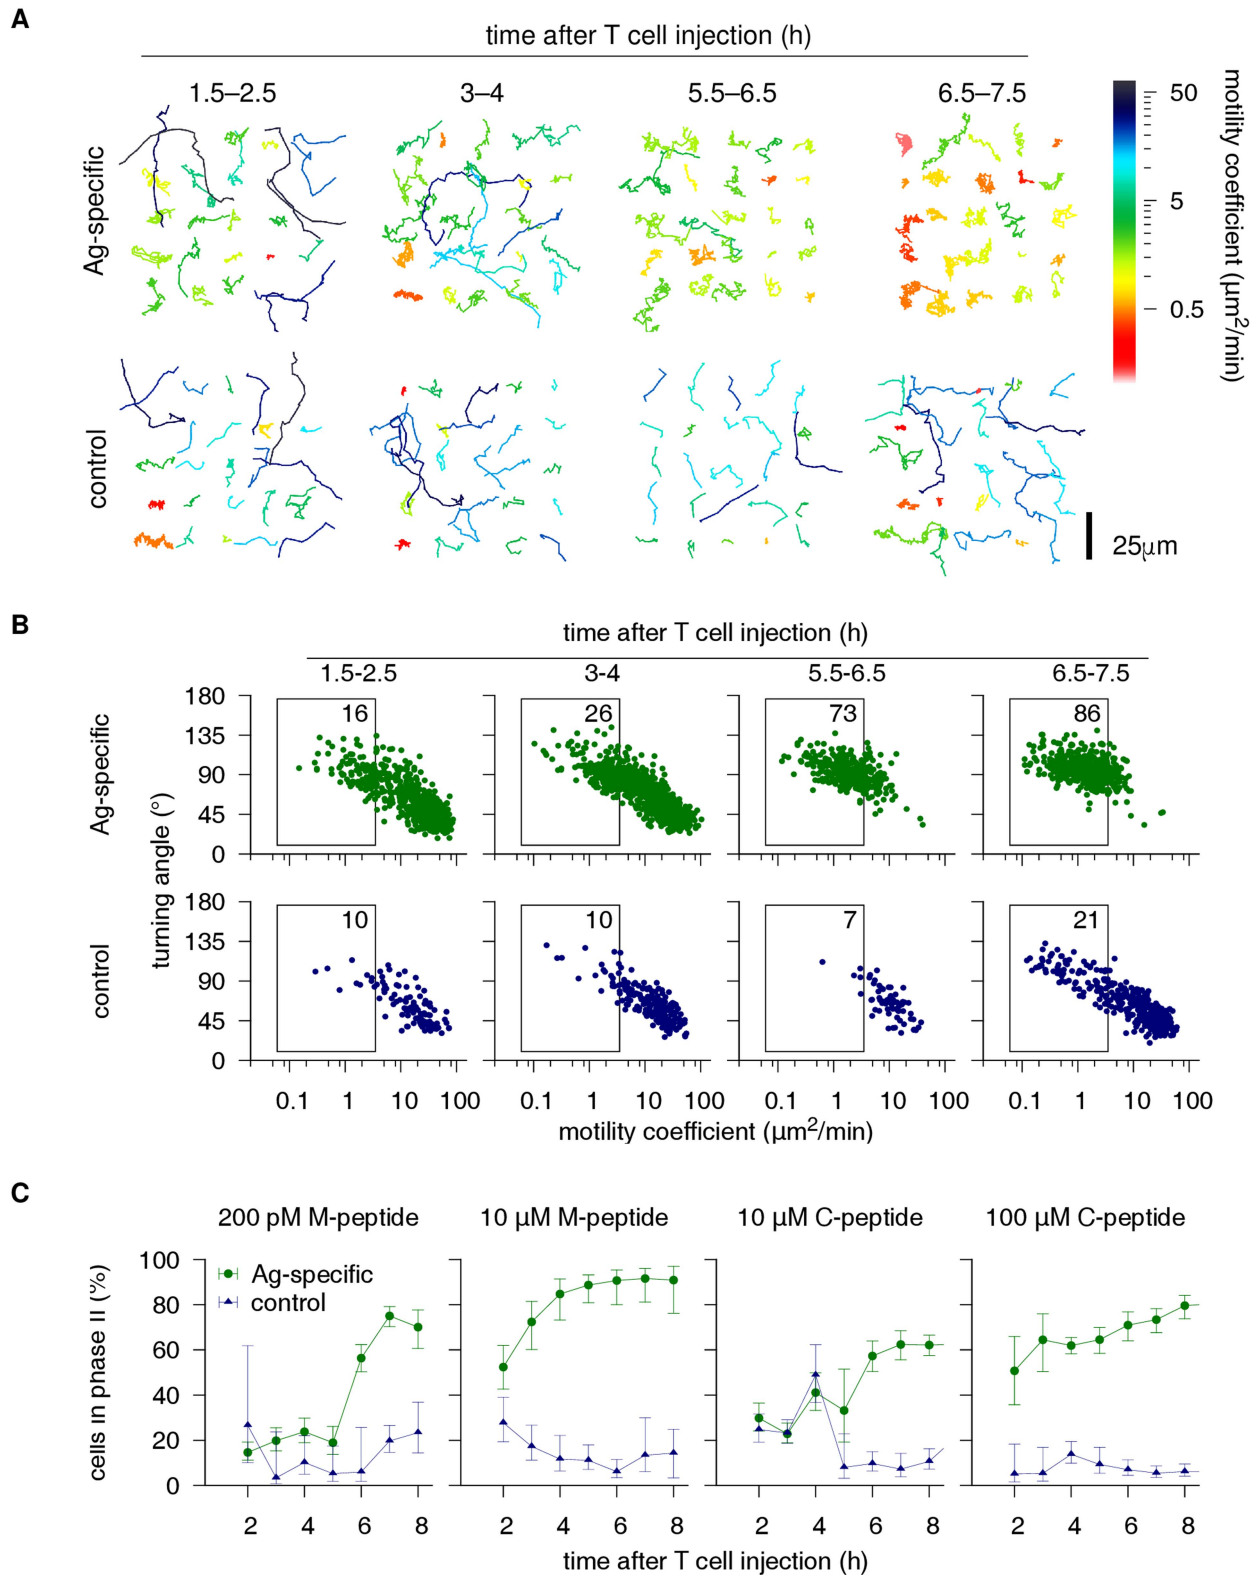 A
time after T cell injection (h)
1.5–2.5 3–4 5.5–6.5 6.5–7.5
Ag-specific
control
50
5
0.5
motility coefficient (μm2/min)
25μm
B
time after T cell injection (h)
1.5-2.5 3-4 5.5-6.5 6.5-7.5
Ag-specific
180
135
90
45
0
16 26 73 86
turning angle (°)
control
180
135
90
45
0
10 10 7 21
0.1 1 10 100 0.1 1 10 100 0.1 1 10 100 0.1 1 10 100
motility coefficient (μm2/min)
C
200 pM M-peptide 10 μM M-peptide 10 μM C-peptide 100 μM C-peptide
cells in phase II (%)
100
80
60
40
20
0
Ag-specific
control
2 4 6 8 2 4 6 8 2 4 6 8 2 4 6 8
time after T cell injection (h)